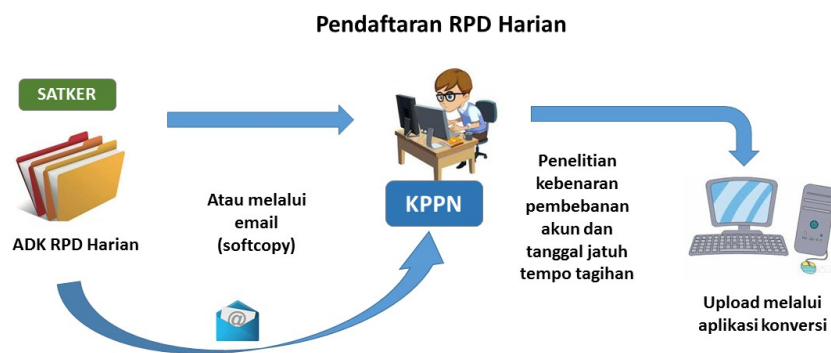 Pendaftaran RPD Harian
SATKER
ADK RPD Harian
Atau melalui
email
(softcopy)
@
KPPN
Penelitian
kebenaran
pembebanan
akun dan
tanggal jatuh
tempo tagihan
Upload melalui
aplikasi konversi